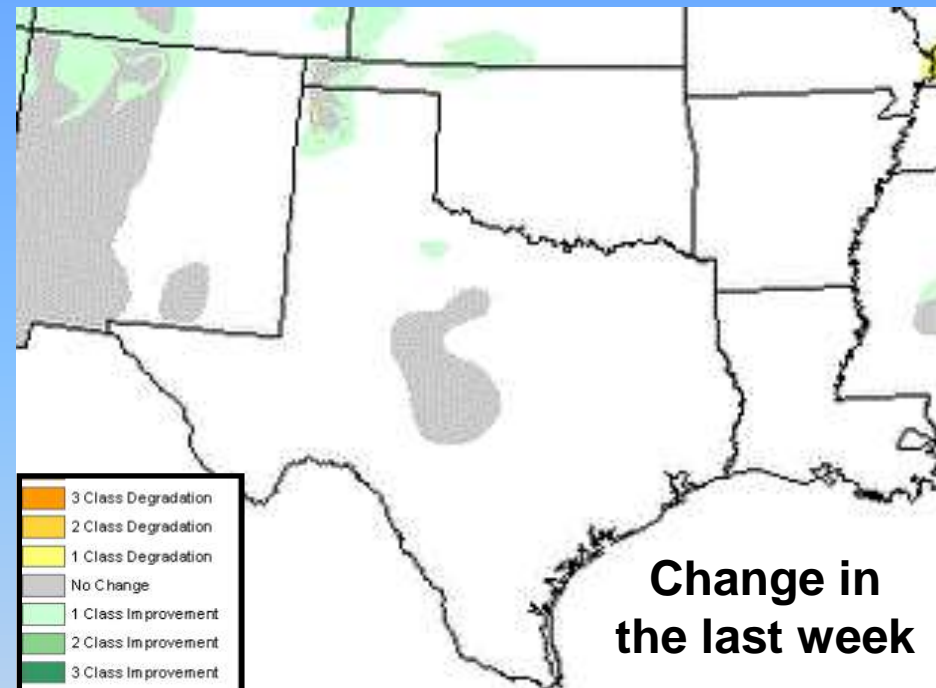 3 Class Degradation
2 Class Degradation
1 Class Degradation
No Change
1 Class Improvement
2 Class Improvement
3 Class Improvement
Change in
the last week